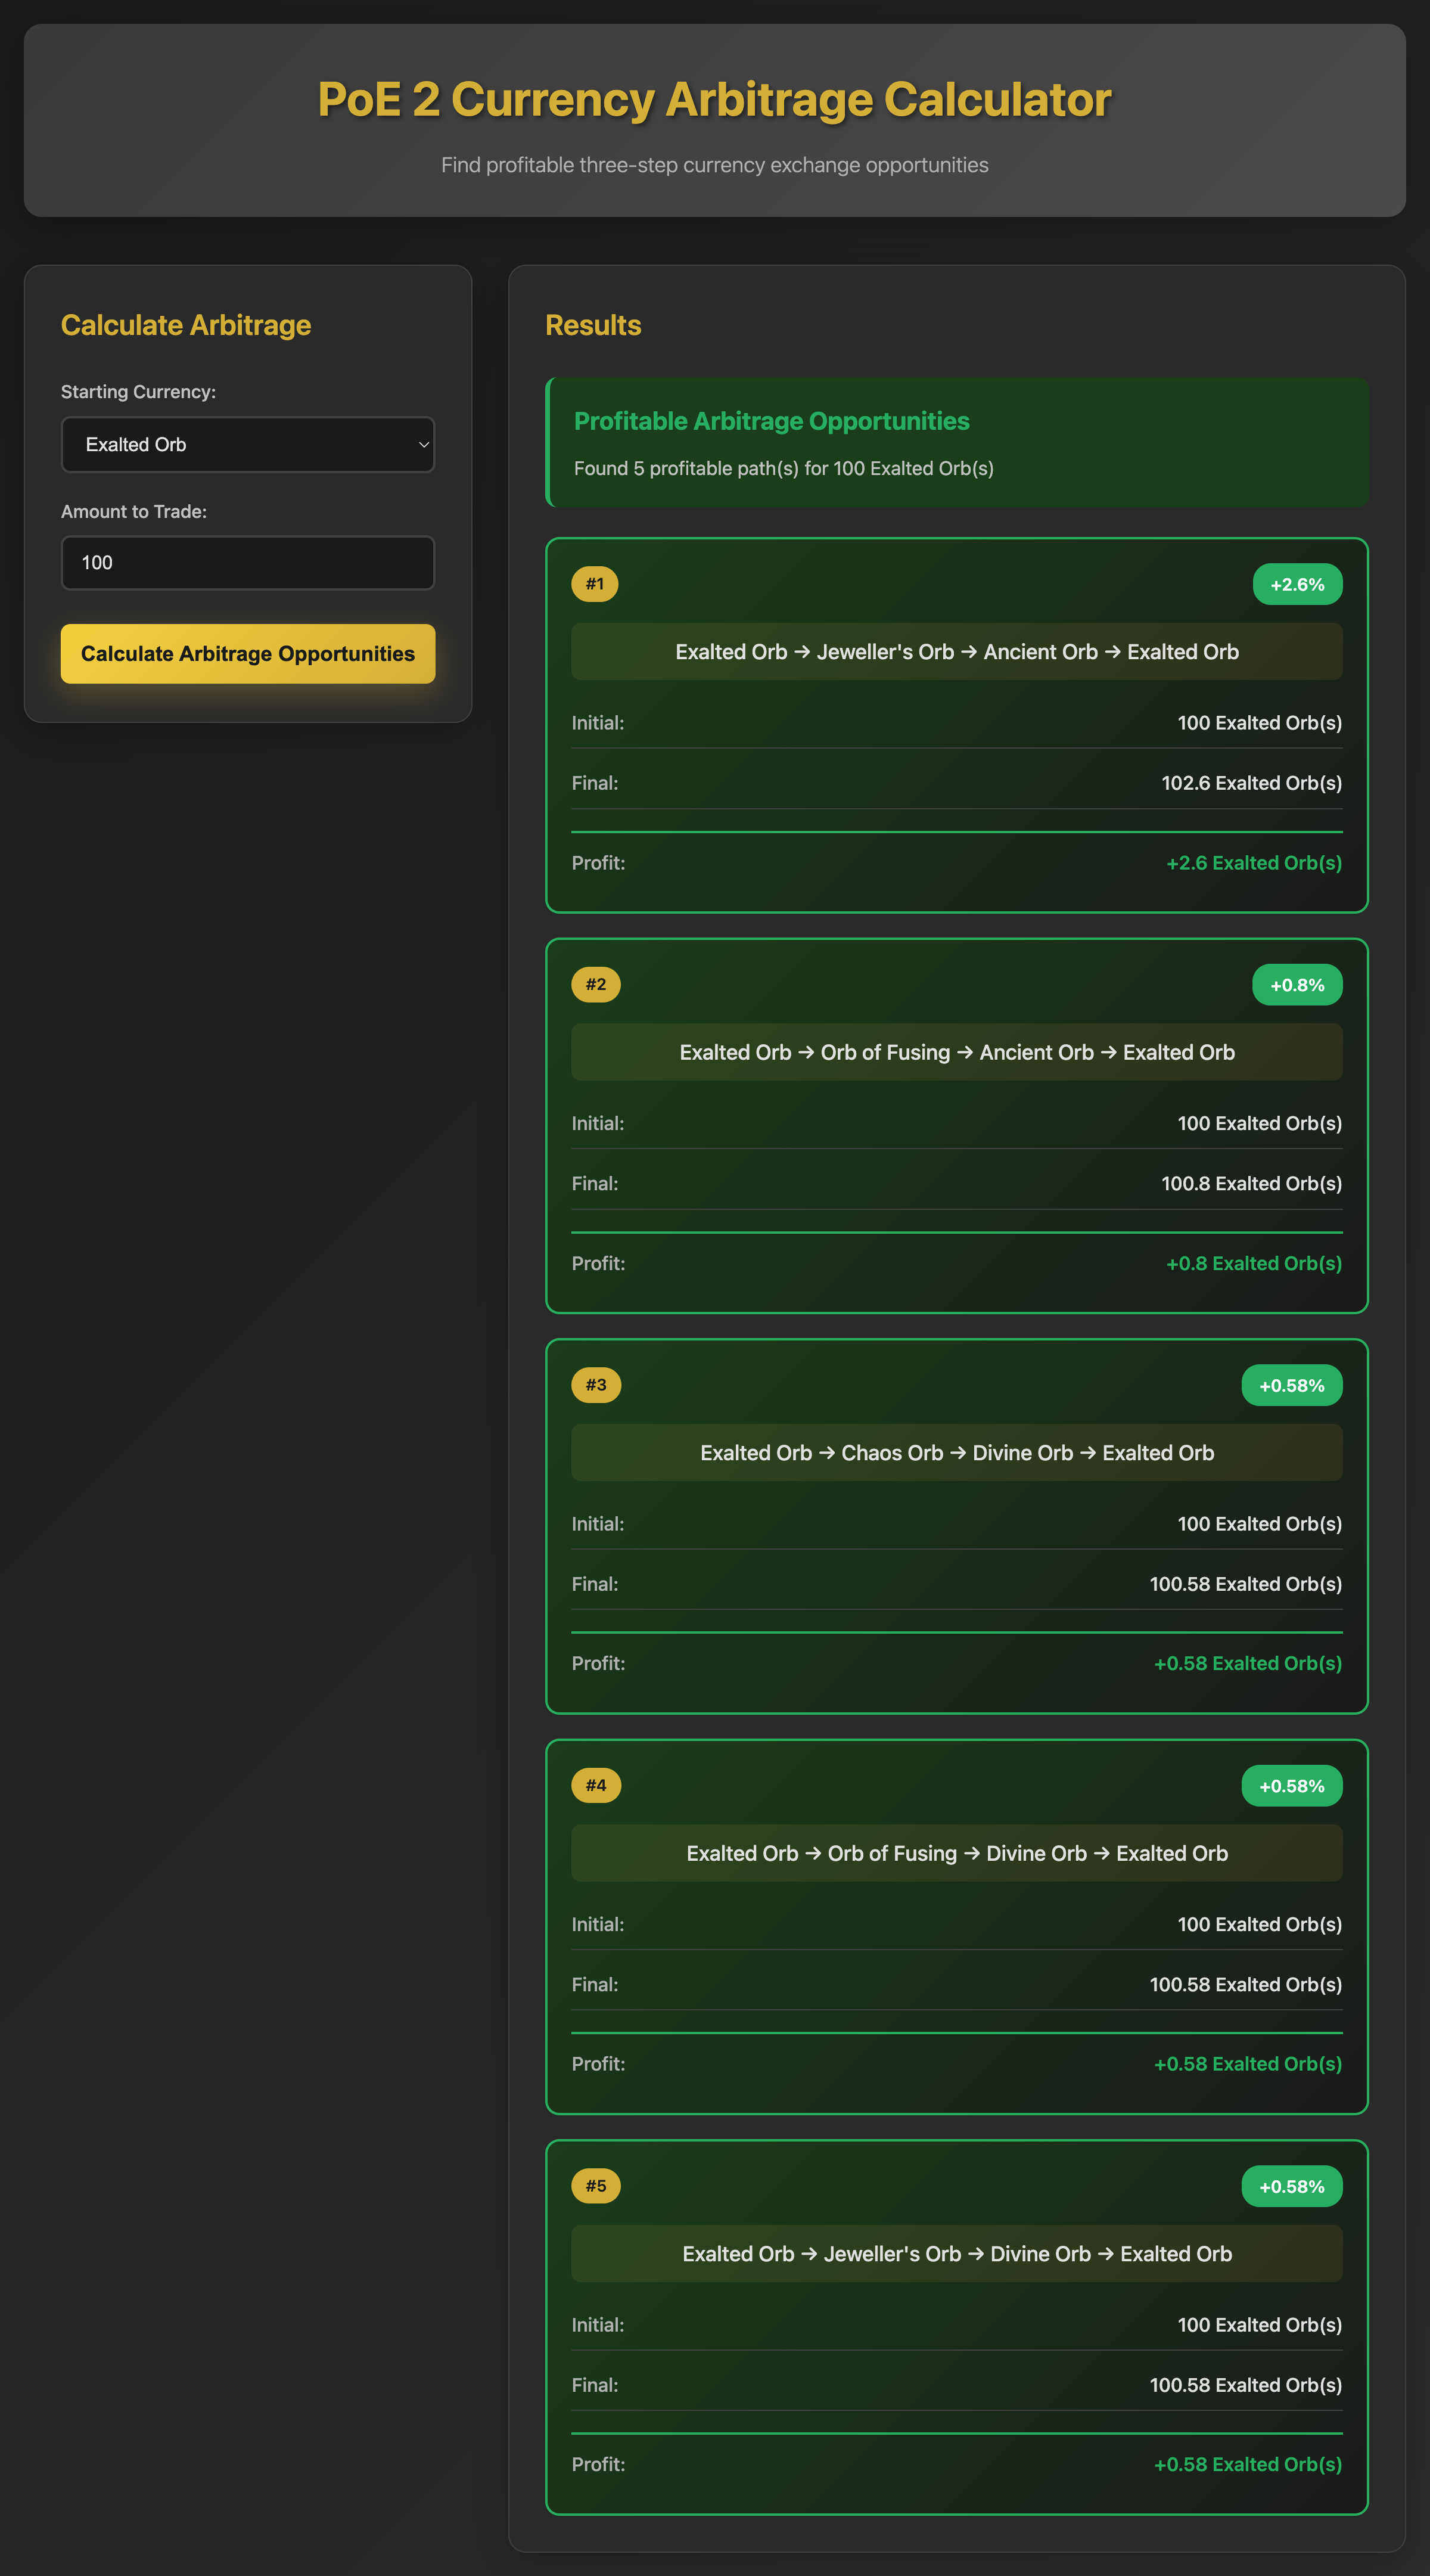 PoE 2 Currency Arbitrage Calculator
Find profitable three-step currency exchange opportunities
Calculate Arbitrage
Starting Currency:
Exalted Orb
Amount to Trade:
100
Calculate Arbitrage Opportunities
Results
Profitable Arbitrage Opportunities
Found 5 profitable path(s) for 100 Exalted Orb(s)
#1
+2.6%
Exalted Orb → Jeweller's Orb → Ancient Orb → Exalted Orb
Initial: 100 Exalted Orb(s)
Final: 102.6 Exalted Orb(s)
Profit: +2.6 Exalted Orb(s)
#2
+0.8%
Exalted Orb → Orb of Fusing → Ancient Orb → Exalted Orb
Initial: 100 Exalted Orb(s)
Final: 100.8 Exalted Orb(s)
Profit: +0.8 Exalted Orb(s)
#3
+0.58%
Exalted Orb → Chaos Orb → Divine Orb → Exalted Orb
Initial: 100 Exalted Orb(s)
Final: 100.58 Exalted Orb(s)
Profit: +0.58 Exalted Orb(s)
#4
+0.58%
Exalted Orb → Orb of Fusing → Divine Orb → Exalted Orb
Initial: 100 Exalted Orb(s)
Final: 100.58 Exalted Orb(s)
Profit: +0.58 Exalted Orb(s)
#5
+0.58%
Exalted Orb → Jeweller's Orb → Divine Orb → Exalted Orb
Initial: 100 Exalted Orb(s)
Final: 100.58 Exalted Orb(s)
Profit: +0.58 Exalted Orb(s)